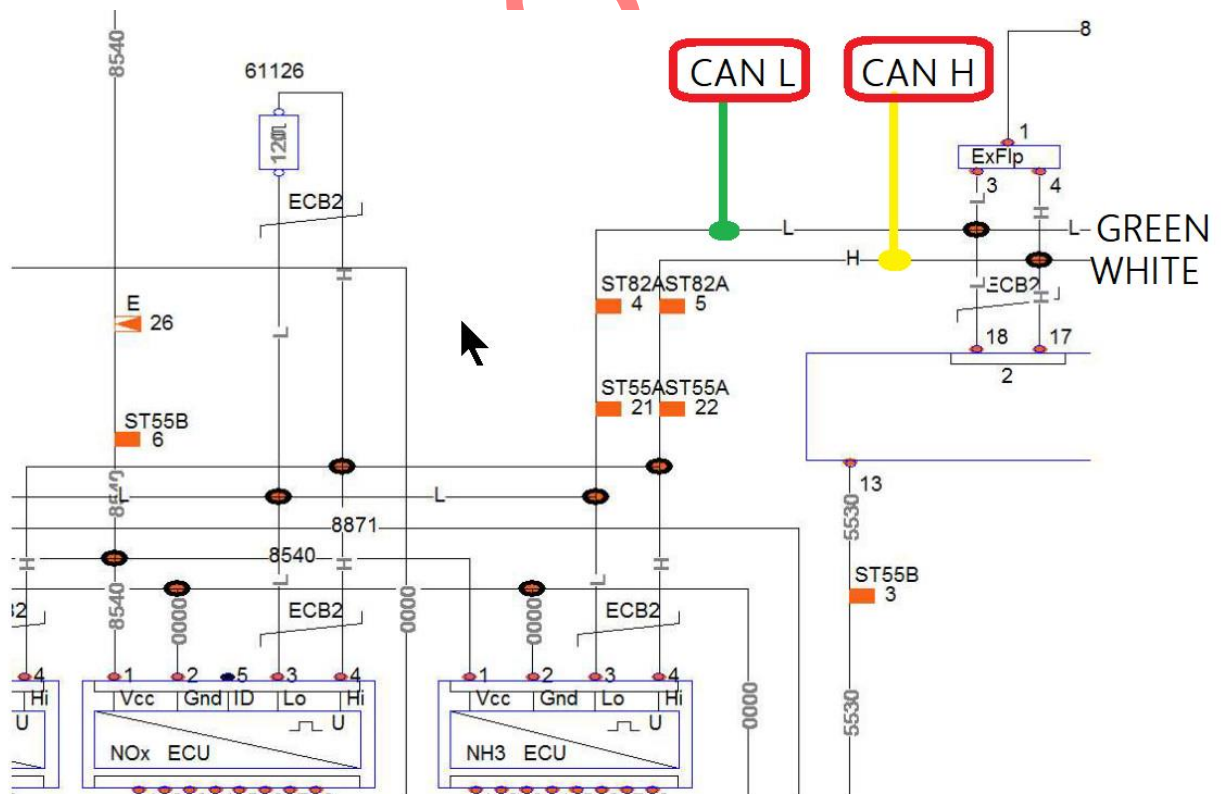 8540
61126
120Ω
ECB2
H
L
CAN L
CAN H
8
1
ExFlp
3
4
L
H
L
L
GREEN
H
WHITE
L
ECB2
H
18
17
2
E
26
ST82A
ST82A
4
5
ST55A
ST55A
21
22
ST55B
6
8540
L
L
8871
8540
13
5530
ST55B
3
5530
H
8540
0000
L
H
0000
0000
L
H
ECB2
ECB2
4
1
2
5
3
4
1
2
3
4
Hi
Vcc
Gnd
ID
Lo
Hi
Vcc
Gnd
Lo
Hi
U
U
U
NOx ECU
NH3 ECU
0000